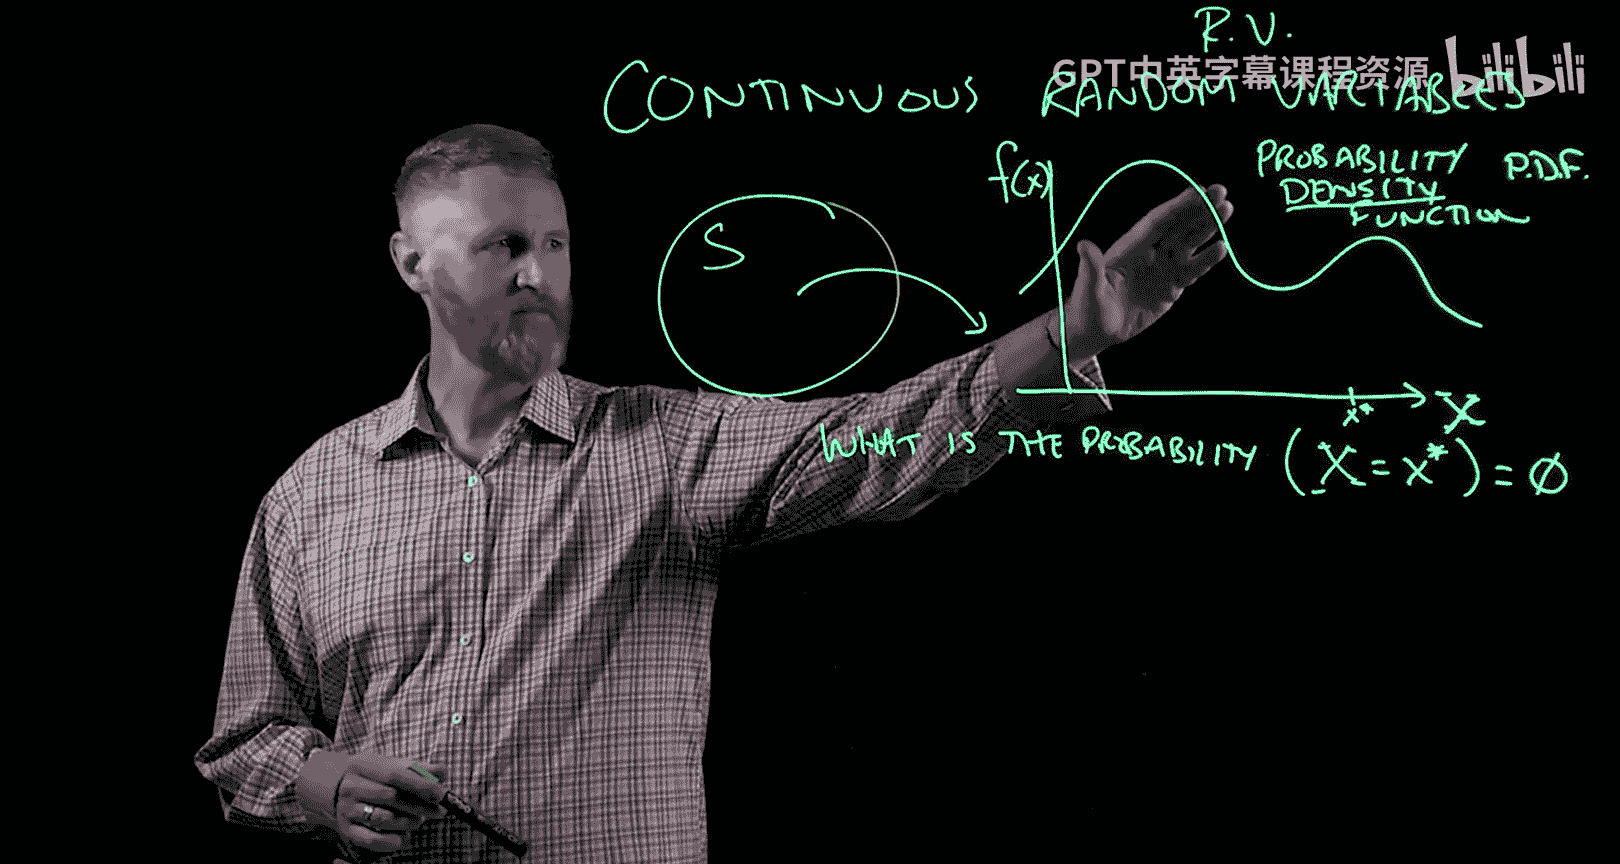 R.V.
GPT中英字幕课程资源 bilibili
CONTINUOUS RANDOM VARIABLES
f(x)
PROBABILITY P.D.F.
DENSITY
FUNCTION
S
x*
X
WHAT IS THE PROBABILITY (X = x*) = ∅